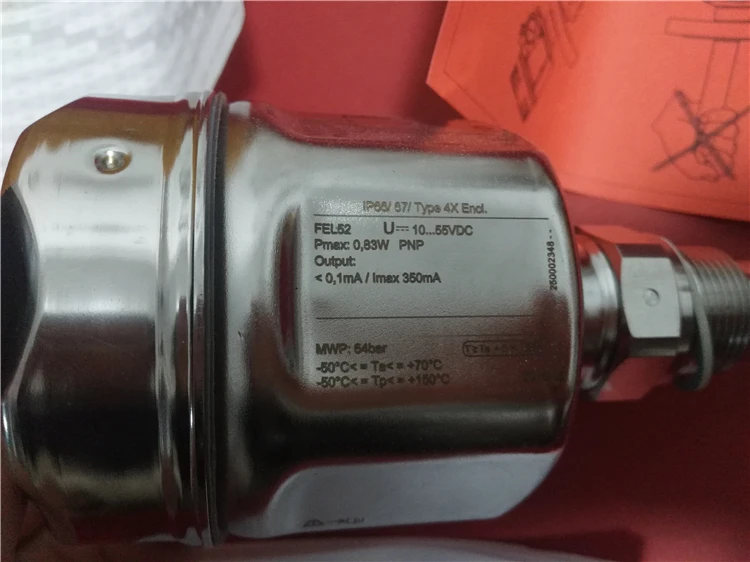 IP66/ 67/ Type 4X Encl.
FEL52 U 10...55VDC
Pmax: 0,83W PNP
Output:
< 0,1mA / Imax 350mA
MWP: 64bar
-50°C< = Ta< = +70°C
-50°C< = Tp< = +150°C
250002348--